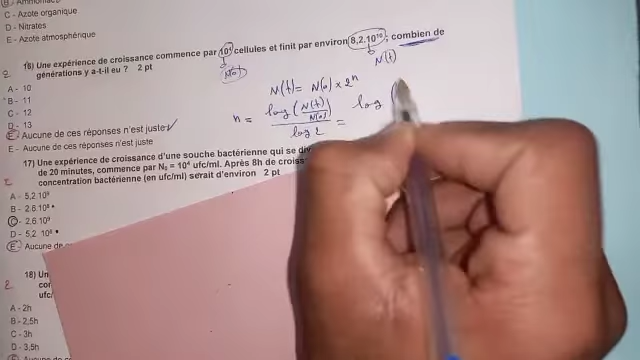 B - Ammoniac
C - Azote organique
D - Nitrates
E - Azote atmosphérique
16) Une expérience de croissance commence par 10⁴ cellules et finit par environ 8,2.10¹⁰, combien de
générations y a-t-il eu ? 2 pt
N(0)
N(t)
A - 10
B - 11
C - 12
D - 13
E - Aucune de ces réponses n'est juste
E - Aucune de ces réponses n'est juste
N(t) = N(0) × 2ⁿ
n = log (N(t)/N(0)) / log 2 = log (
17) Une expérience de croissance d'une souche bactérienne qui se
de 20 minutes, commence par N₀ = 10⁴ ufc/ml. Après 8h de
concentration bactérienne (en ufc/ml) serait d'environ 2 pt
A - 5,2.10⁸
B - 2,6.10⁸
C - 2,6.10⁹
D - 5,2.10⁹
E - Aucune
18) Un
ufc/
A - 2h
B - 2,5h
C - 3h
D - 3,5h